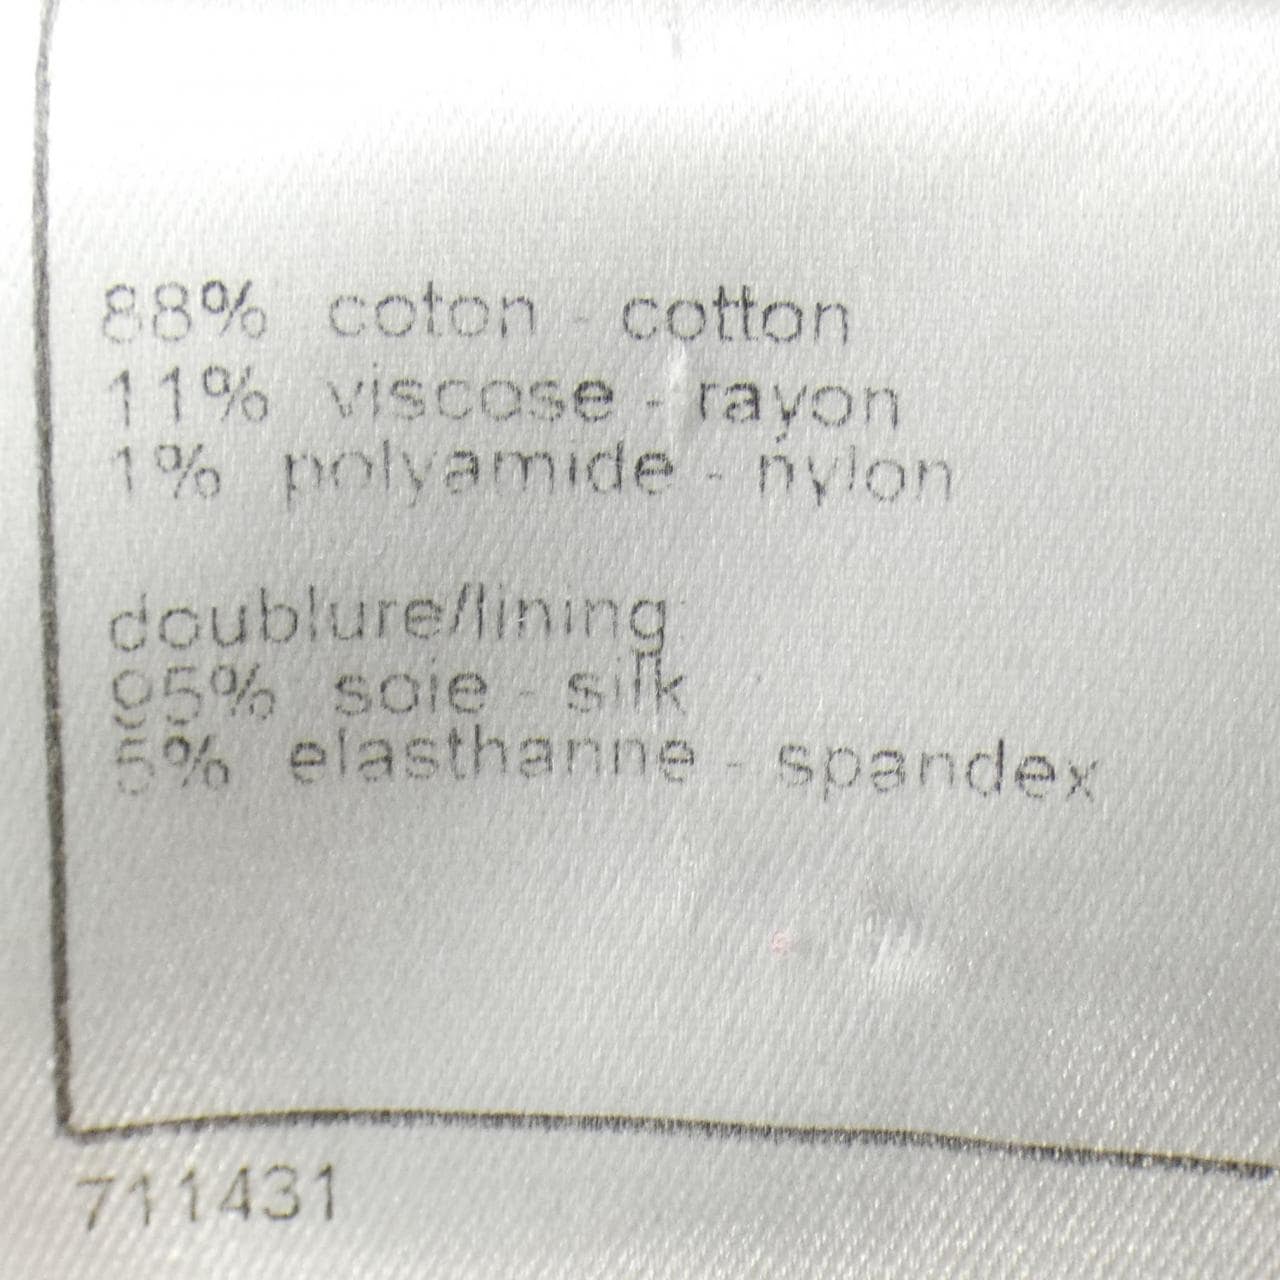 88% coton - cotton
11% viscose - rayon
1% polyamide - nylon
doublure/lining
95% soie - silk
5% elasthanne - spandex
711431